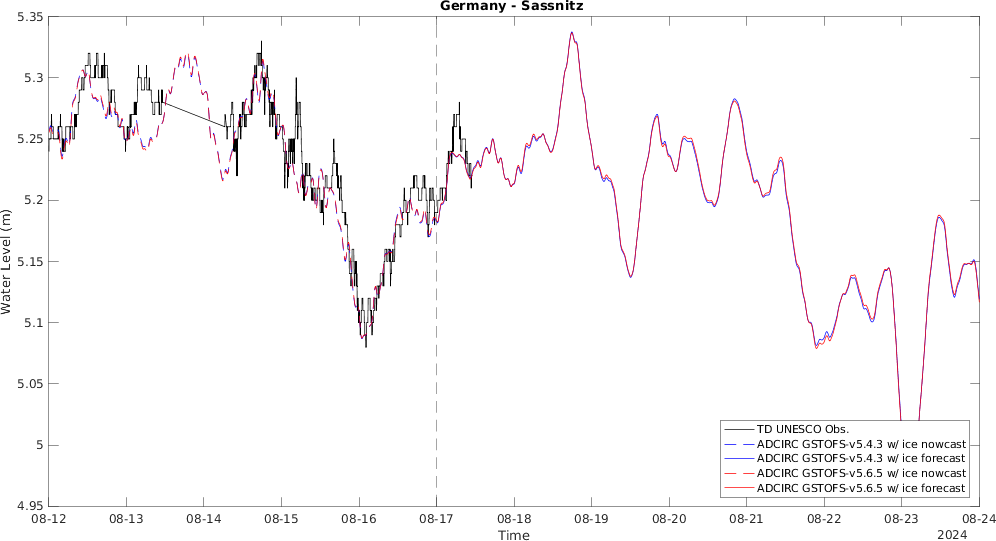 Germany - Sassnitz
5.35
5.3
5.25
5.2
5.15
5.1
5.05
5
4.95
Water Level (m)
08-12 08-13 08-14 08-15 08-16 08-17 08-18 08-19 08-20 08-21 08-22 08-23 08-24
Time
2024
TD UNESCO Obs.
ADCIRC GSTOFS-v5.4.3 w/ ice nowcast
ADCIRC GSTOFS-v5.4.3 w/ ice forecast
ADCIRC GSTOFS-v5.6.5 w/ ice nowcast
ADCIRC GSTOFS-v5.6.5 w/ ice forecast